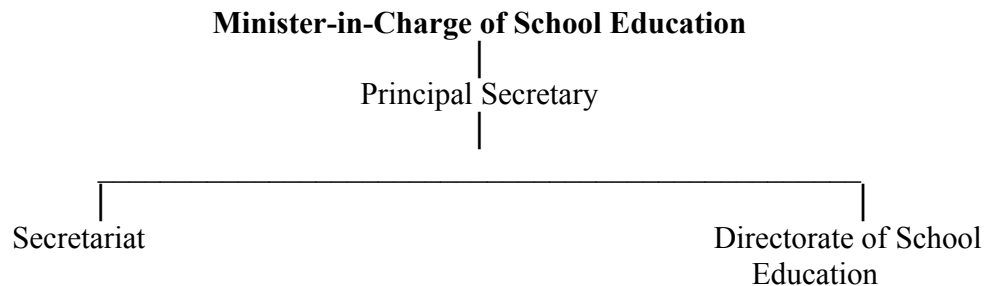 Minister-in-Charge of School Education
Principal Secretary
Secretariat
Directorate of School
Education